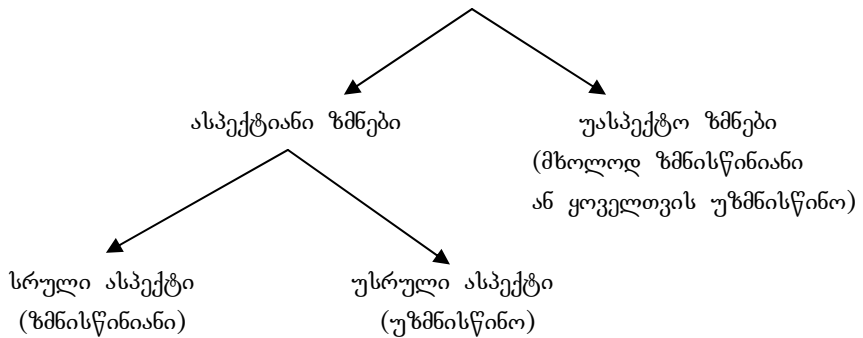 ასპექტიანი ზმნები
უასპექტო ზმნები
(მხოლოდ ზმნისწინიანი
ან ყოველთვის უზმნისწინო)
სრული ასპექტი
(ზმნისწინიანი)
უსრული ასპექტი
(უზმნისწინო)